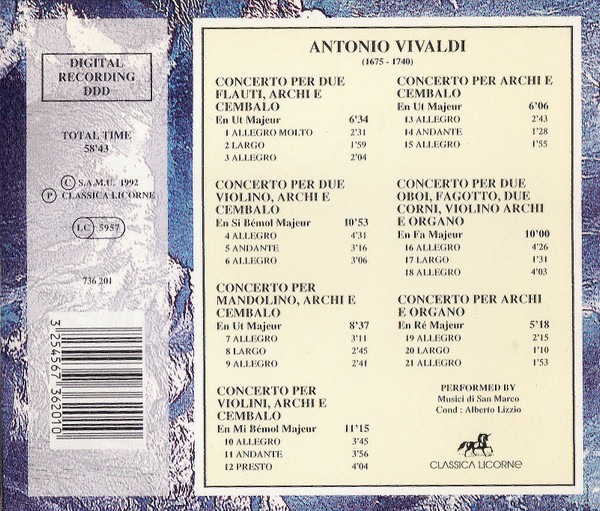 DIGITAL
RECORDING
DDD
TOTAL TIME
58'43
C S.A.M.U. 1992
P CLASSICA LICORNE
LC 5957
736 201
3 254567 362010
ANTONIO VIVALDI
(1675 - 1740)
CONCERTO PER DUE
FLAUTI, ARCHI E
CEMBALO
En Ut Majeur 6'34
1 ALLEGRO MOLTO 2'31
2 LARGO 1'59
3 ALLEGRO 2'04
CONCERTO PER DUE
VIOLINO, ARCHI E
CEMBALO
En Si Bémol Majeur 10'53
4 ALLEGRO 4'31
5 ANDANTE 3'16
6 ALLEGRO 3'06
CONCERTO PER
MANDOLINO, ARCHI E
CEMBALO
En Ut Majeur 8'37
7 ALLEGRO 3'11
8 LARGO 2'45
9 ALLEGRO 2'41
CONCERTO PER
VIOLINI, ARCHI E
CEMBALO
En Mi Bémol Majeur 11'15
10 ALLEGRO 3'45
11 ANDANTE 3'56
12 PRESTO 4'04
CONCERTO PER ARCHI E
CEMBALO
En Ut Majeur 6'06
13 ALLEGRO 2'43
14 ANDANTE 1'28
15 ALLEGRO 1'55
CONCERTO PER DUE
OBOI, FAGOTTO, DUE
CORNI, VIOLINO ARCHI
E ORGANO
En Fa Majeur 10'00
16 ALLEGRO 4'26
17 LARGO 1'31
18 ALLEGRO 4'03
CONCERTO PER ARCHI
E ORGANO
En Ré Majeur 5'18
19 ALLEGRO 2'15
20 LARGO 1'10
21 ALLEGRO 1'53
PERFORMED BY
Musici di San Marco
Cond : Alberto Lizzio
CLASSICA LICORNE